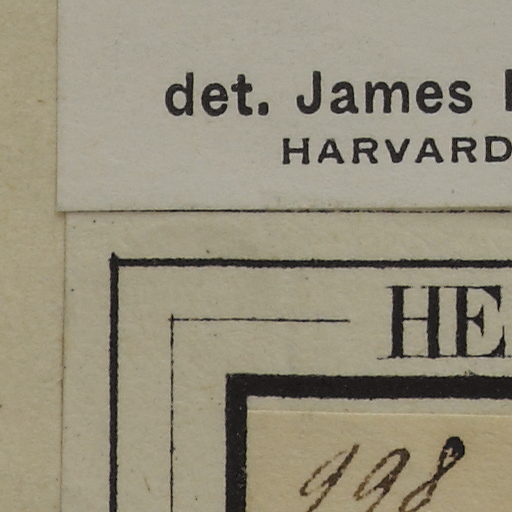 det. James
HARVARD
HE
998